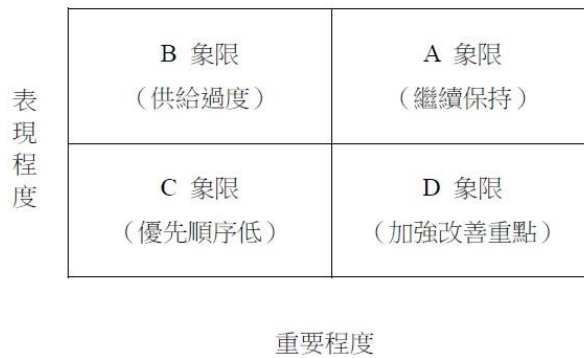 B 象限
(供給過度)
A 象限
(繼續保持)
表現程度
C 象限
(優先順序低)
D 象限
(加強改善重點)
重要程度